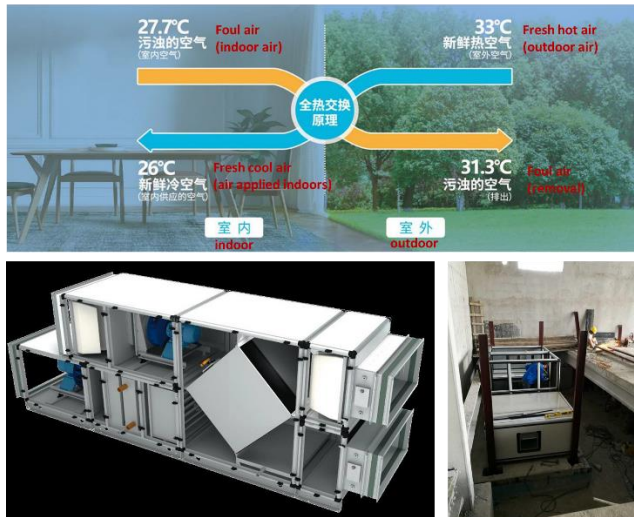 27.7℃
Foul air
污浊的空气
(indoor air)
(室内空气)
33℃
Fresh hot air
新鲜热空气
(outdoor air)
(室外空气)
全热交换
原理
26℃
Fresh cool air
新鲜冷空气
(air applied indoors)
(室内供应的空气)
31.3℃
Foul air
污浊的空气
(removal)
(排出)
室内
indoor
室外
outdoor